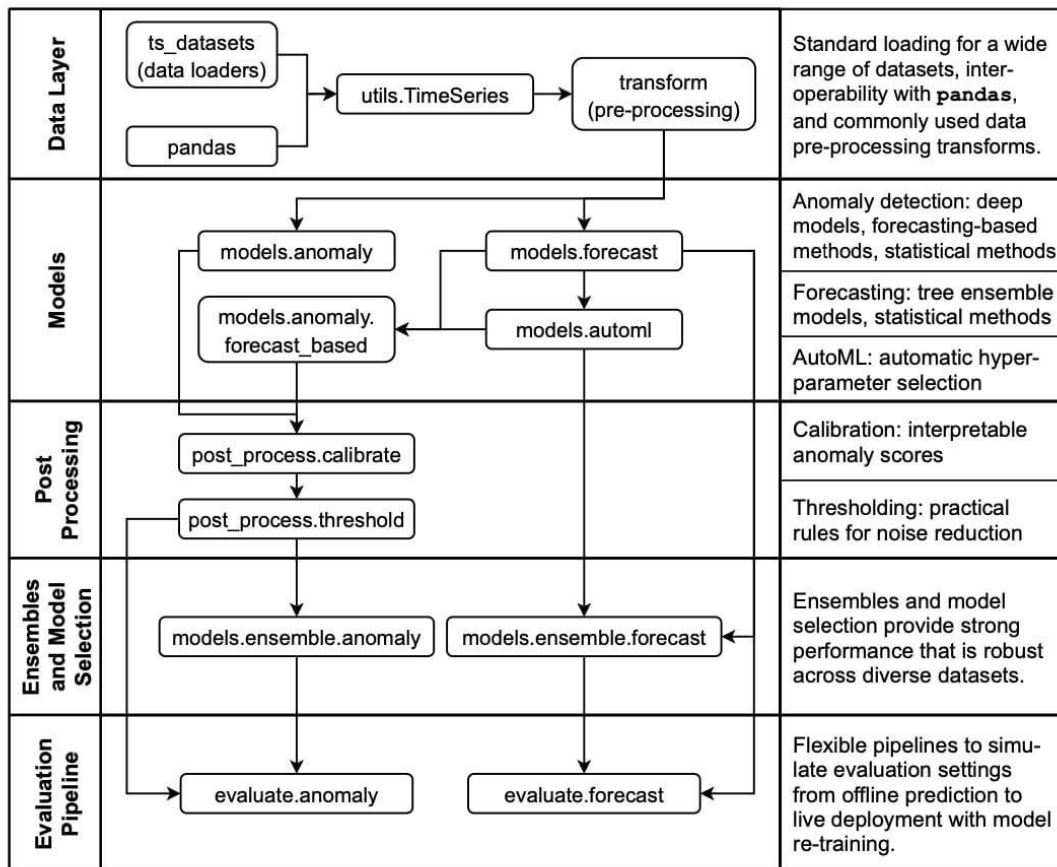 Data Layer
ts_datasets
(data loaders)
pandas
utils.TimeSeries
transform
(pre-processing)
Standard loading for a wide
range of datasets, inter-
operability with pandas,
and commonly used data
pre-processing transforms.
Models
models.anomaly
models.forecast
models.anomaly.
forecast_based
models.automl
Anomaly detection: deep
models, forecasting-based
methods, statistical methods
Forecasting: tree ensemble
models, statistical methods
AutoML: automatic hyper-
parameter selection
Post
Processing
post_process.calibrate
post_process.threshold
Calibration: interpretable
anomaly scores
Thresholding: practical
rules for noise reduction
Ensembles
and Model
Selection
models.ensemble.anomaly
models.ensemble.forecast
Ensembles and model
selection provide strong
performance that is robust
across diverse datasets.
Evaluation
Pipeline
evaluate.anomaly
evaluate.forecast
Flexible pipelines to simu-
late evaluation settings
from offline prediction to
live deployment with model
re-training.